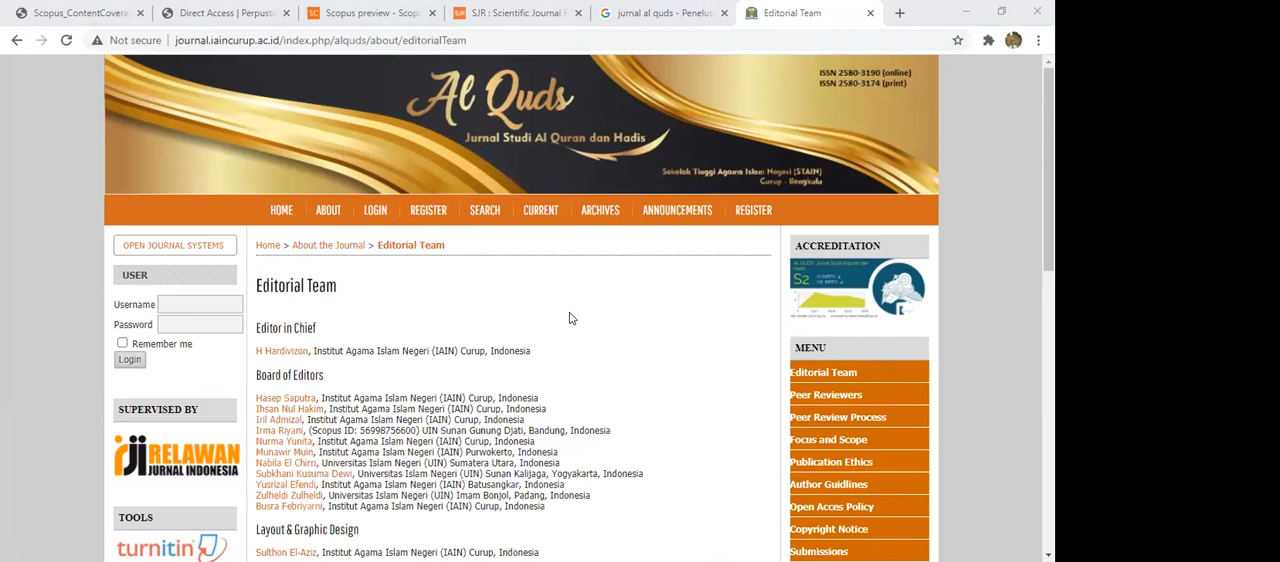 Scopus_ContentCovera
Direct Access | Perpuste
Scopus preview - Scop
SJR : Scientific Journal R
jurnal al quds - Penelus
Editorial Team
Not secure
journal.iaincurup.ac.id/index.php/alquds/about/editorialTeam
ISSN 2580-3190 (online)
ISSN 2580-3174 (print)
Al Quds
Jurnal Studi Al Quran dan Hadis
Sekolah Tinggi Agama Islam Negeri (STAIN)
Curup - Bengkulu
HOME ABOUT LOGIN REGISTER SEARCH CURRENT ARCHIVES ANNOUNCEMENTS REGISTER
OPEN JOURNAL SYSTEMS
USER
Username
Password
Remember me
Login
SUPERVISED BY
RELAWAN
JURNAL INDONESIA
TOOLS
turnitin
Home > About the Journal > Editorial Team
Editorial Team
Editor in Chief
H Hardivizon, Institut Agama Islam Negeri (IAIN) Curup, Indonesia
Board of Editors
Hasep Saputra, Institut Agama Islam Negeri (IAIN) Curup, Indonesia
Ihsan Nul Hakim, Institut Agama Islam Negeri (IAIN) Curup, Indonesia
Iril Admizal, Institut Agama Islam Negeri (IAIN) Curup, Indonesia
Irma Riyani, (Scopus ID: 56998756600) UIN Sunan Gunung Djati, Bandung, Indonesia
Nurma Yunita, Institut Agama Islam Negeri (IAIN) Curup, Indonesia
Munawir Muin, Institut Agama Islam Negeri (IAIN) Purwokerto, Indonesia
Nabila El Chirri, Universitas Islam Negeri (UIN) Sumatera Utara, Indonesia
Subkhani Kusuma Dewi, Universitas Islam Negeri (UIN) Sunan Kalijaga, Yogyakarta, Indonesia
Yusrizal Efendi, Institut Agama Islam Negeri (IAIN) Batusangkar, Indonesia
Zulheldi Zulheldi, Universitas Islam Negeri (UIN) Imam Bonjol, Padang, Indonesia
Busra Febriyarni, Institut Agama Islam Negeri (IAIN) Curup, Indonesia
Layout & Graphic Design
Sulthon El-Aziz, Institut Agama Islam Negeri (IAIN) Curup, Indonesia
ACCREDITATION
S2
MENU
Editorial Team
Peer Reviewers
Peer Review Process
Focus and Scope
Publication Ethics
Author Guidlines
Open Acces Policy
Copyright Notice
Submissions